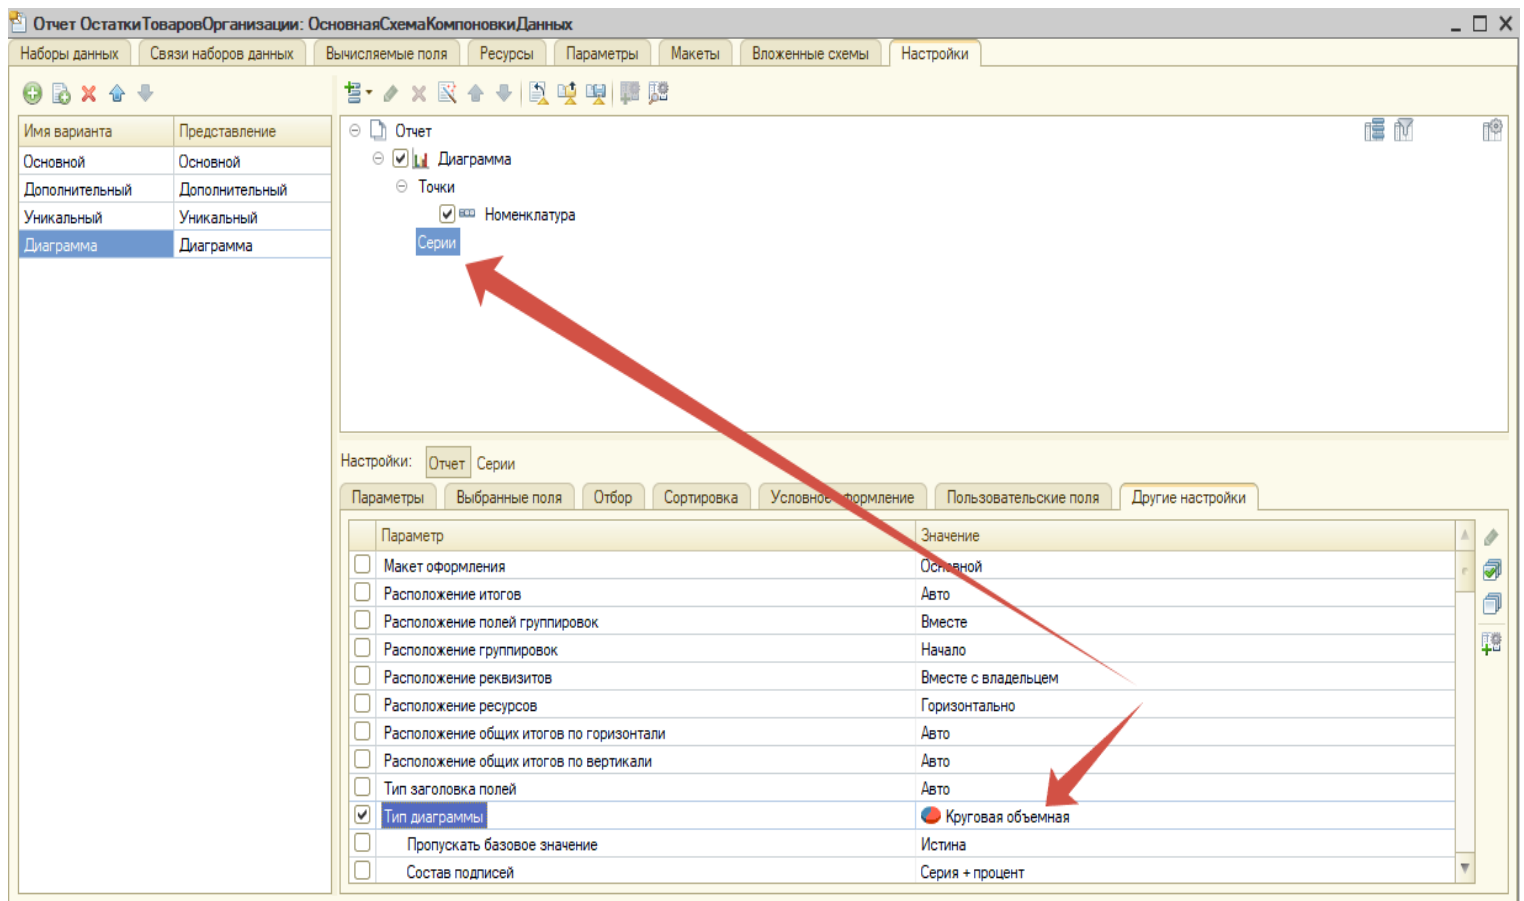 Отчет ОстаткиТоваровОрганизации: ОсновнаяСхемаКомпоновкиДанных
Наборы данных Связи наборов данных Вычисляемые поля Ресурсы Параметры Макеты Вложенные схемы Настройки
Имя варианта Представление
Основной Основной
Дополнительный Дополнительный
Уникальный Уникальный
Диаграмма Диаграмма
Отчет
Диаграмма
Точки
Номенклатура
Серии
Настройки: Отчет Серии
Параметры Выбранные поля Отбор Сортировка Условное оформление Пользовательские поля Другие настройки
Параметр Значение
Макет оформления Основной
Расположение итогов Авто
Расположение полей группировок Вместе
Расположение группировок Начало
Расположение реквизитов Вместе с владельцем
Расположение ресурсов Горизонтально
Расположение общих итогов по горизонтали Авто
Расположение общих итогов по вертикали Авто
Тип заголовка полей Авто
Тип диаграммы Круговая объемная
Пропускать базовое значение Истина
Состав подписей Серия + процент